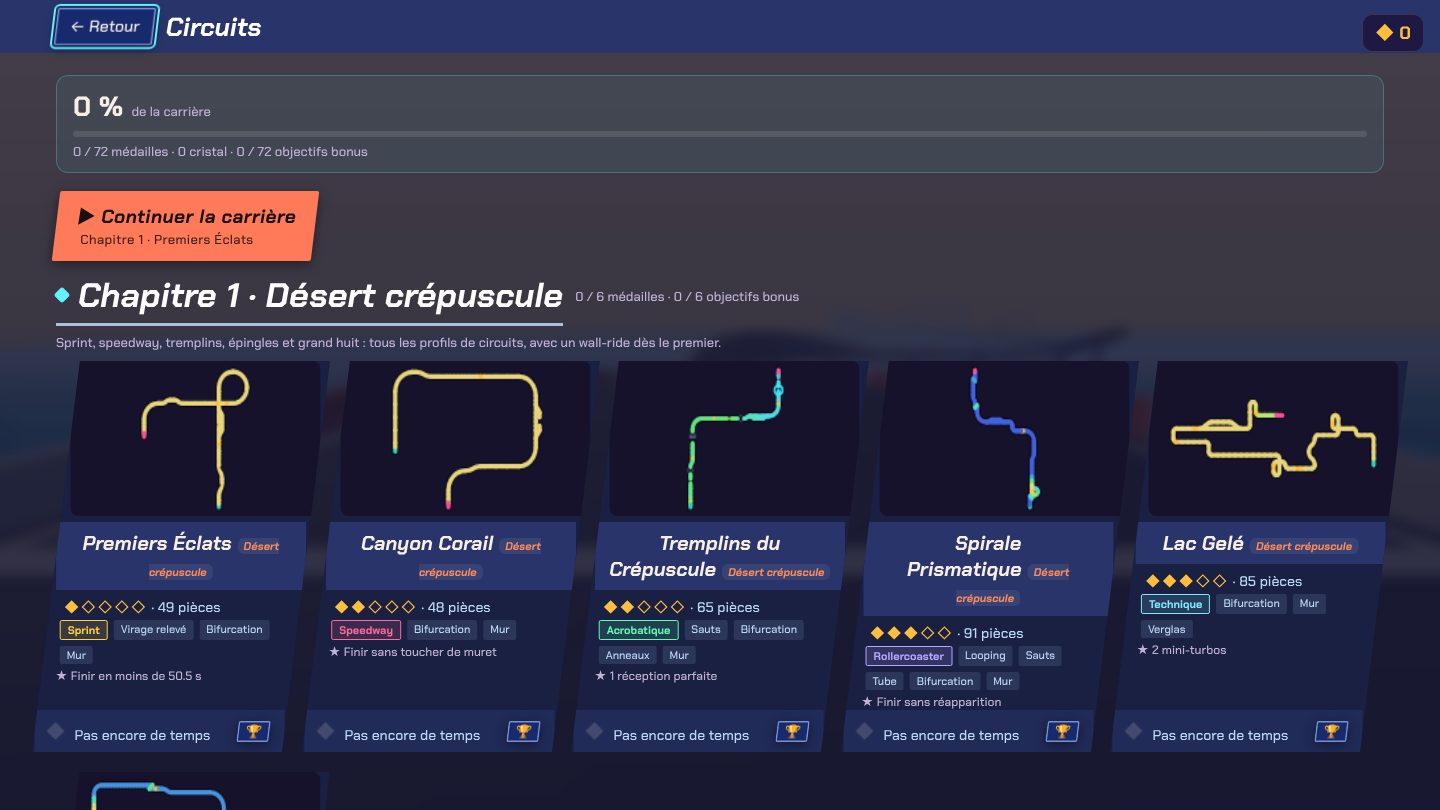 ← Retour
Circuits
0
0 % de la carrière
0 / 72 médailles · 0 cristal · 0 / 72 objectifs bonus
▶ Continuer la carrière
Chapitre 1 · Premiers Éclats
Chapitre 1 · Désert crépuscule
0 / 6 médailles · 0 / 6 objectifs bonus
Sprint, speedway, tremplins, épingles et grand huit : tous les profils de circuits, avec un wall-ride dès le premier.
Premiers Éclats Désert
crépuscule
◆◇◇◇◇ · 49 pièces
Sprint Virage relevé Bifurcation
Mur
★ Finir en moins de 50.5 s
Pas encore de temps
Canyon Corail Désert
crépuscule
◆◆◇◇◇ · 48 pièces
Speedway Bifurcation Mur
★ Finir sans toucher de muret
Pas encore de temps
Tremplins du
Crépuscule Désert crépuscule
◆◆◇◇◇ · 65 pièces
Acrobatique Sauts Bifurcation
Anneaux Mur
★ 1 réception parfaite
Pas encore de temps
Spirale
Prismatique Désert
crépuscule
◆◆◆◇◇ · 91 pièces
Rollercoaster Looping Sauts
Tube Bifurcation Mur
★ Finir sans réapparition
Pas encore de temps
Lac Gelé Désert crépuscule
◆◆◆◇◇ · 85 pièces
Technique Bifurcation Mur
Verglas
★ 2 mini-turbos
Pas encore de temps